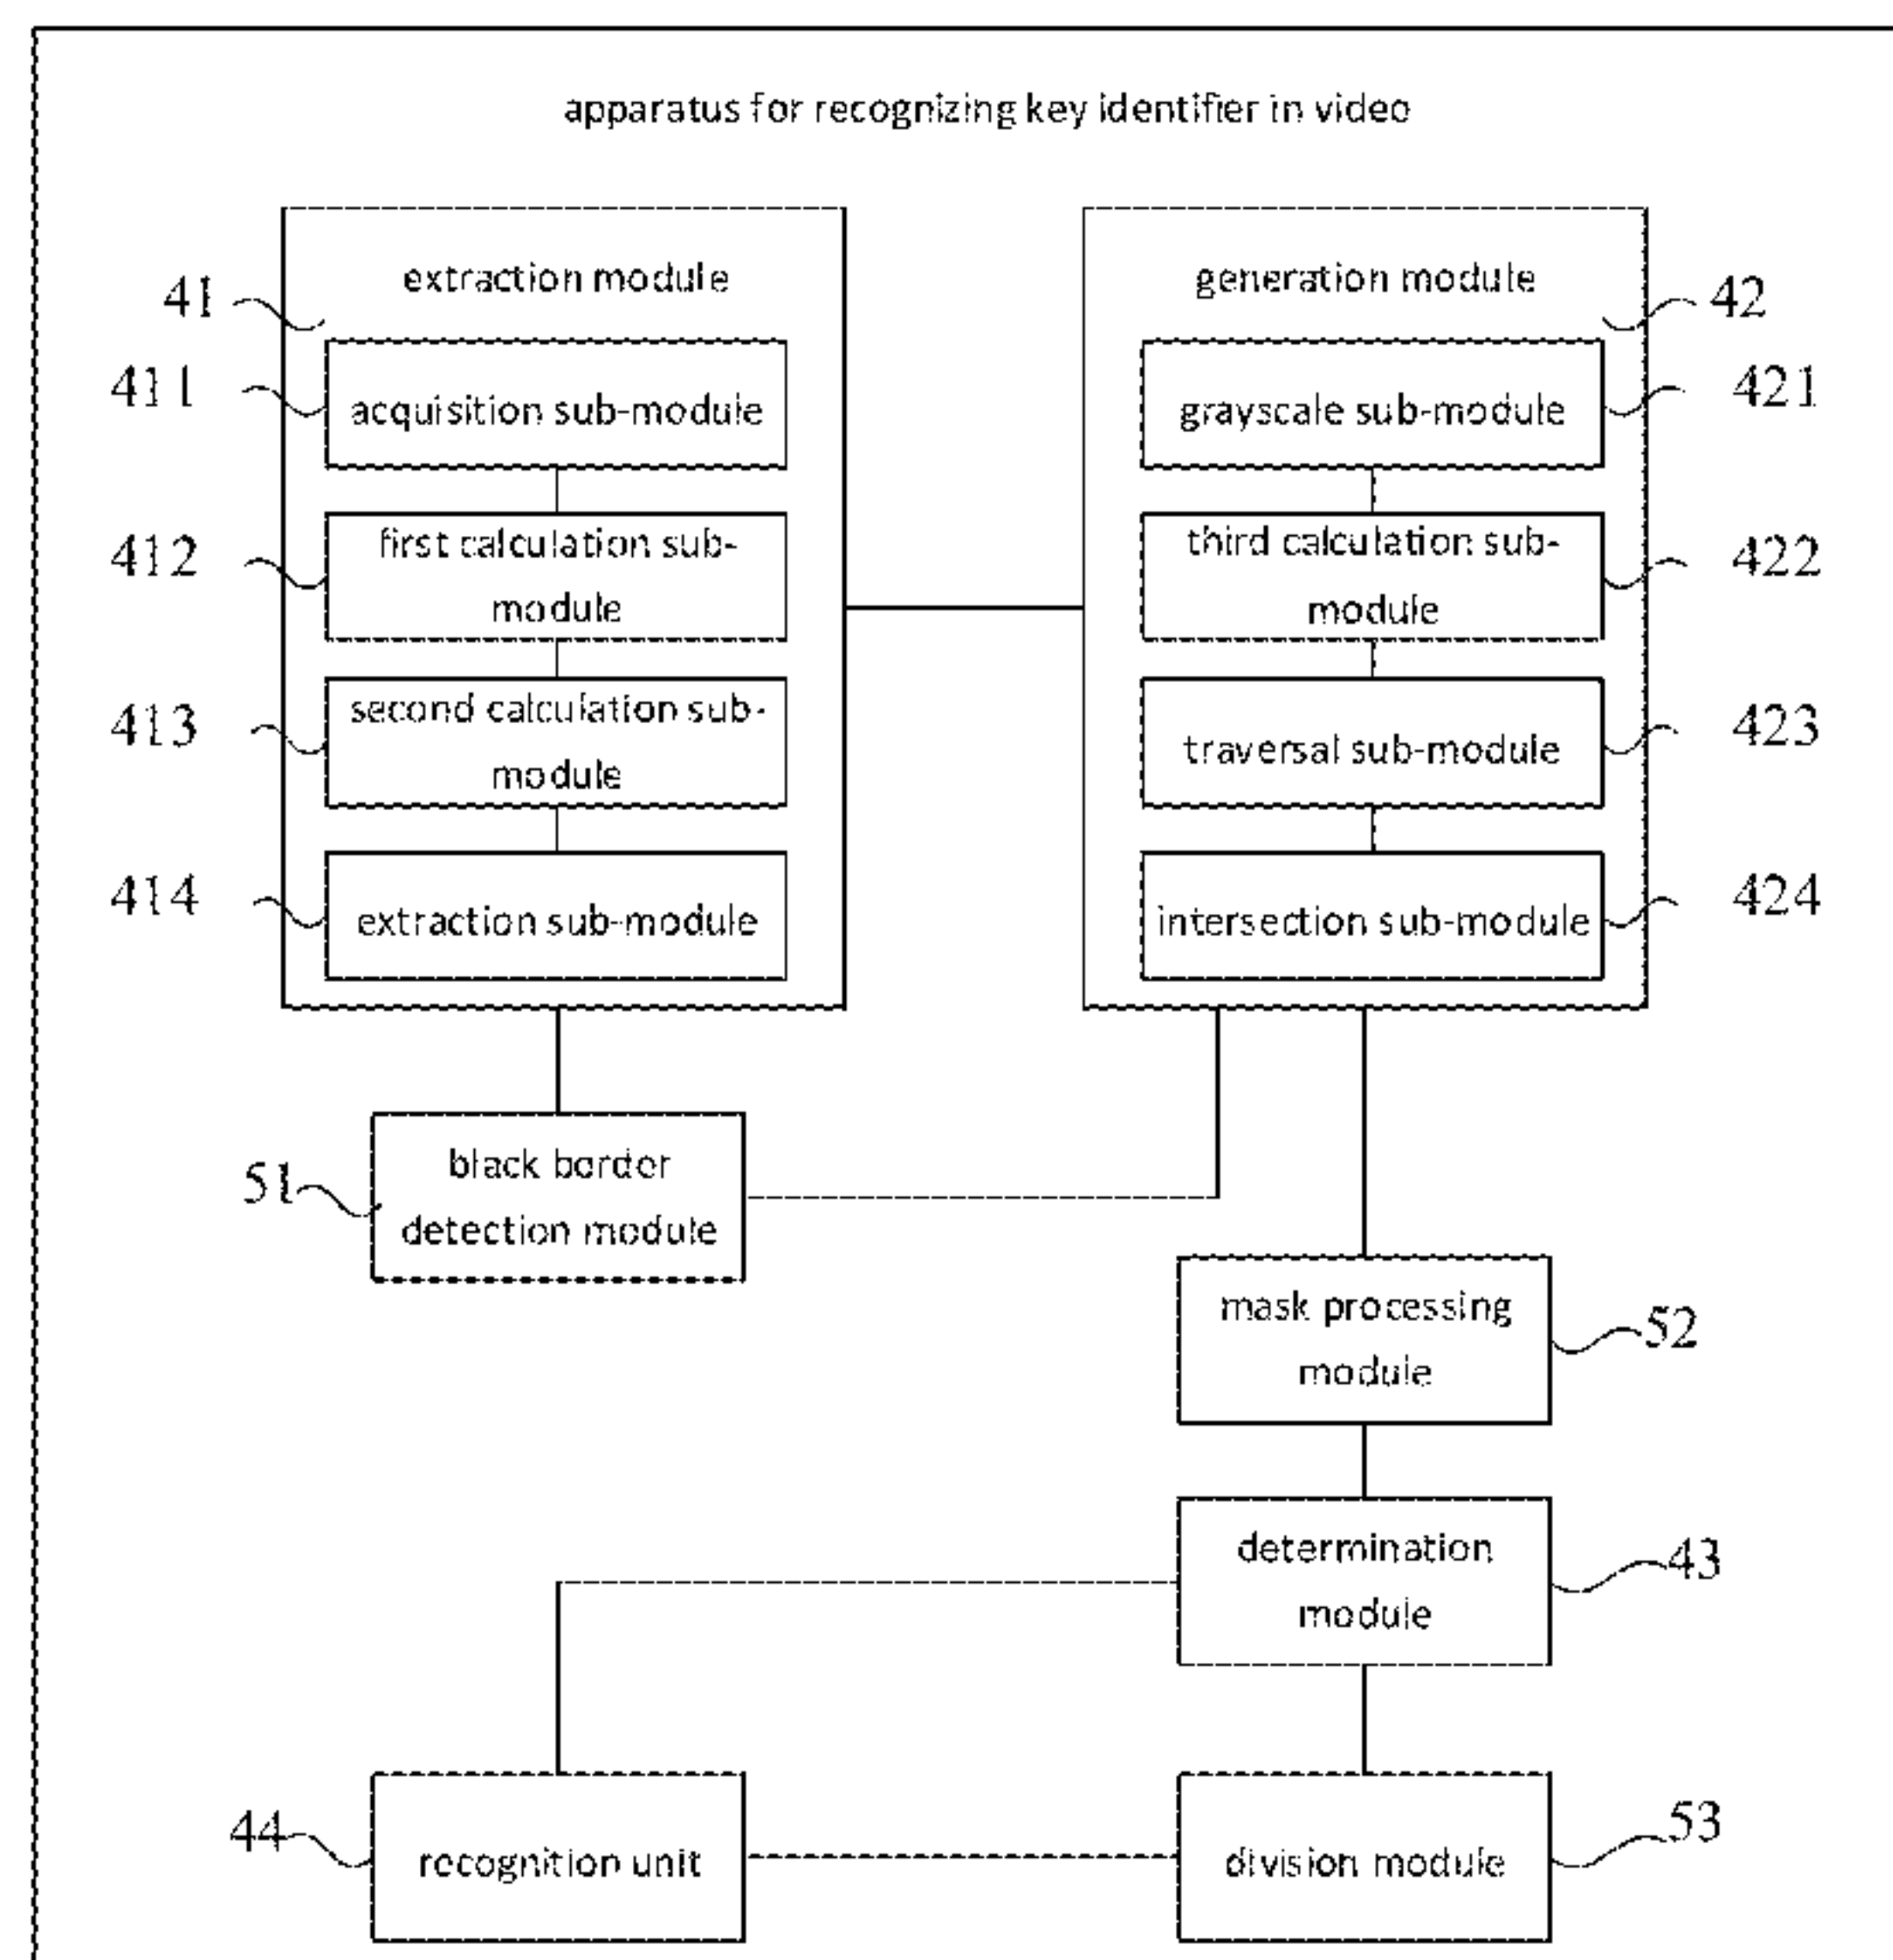 apparatus for recognizing key identifier in video
extraction module
41
411
acquisition sub-module
412
first calculation sub-
module
413
second calculation sub-
module
414
extraction sub-module
generation module
42
grayscale sub-module
421
third calculation sub-
module
422
traversal sub-module
423
intersection sub-module
424
51
black border
detection module
mask processing
module
52
determination
module
43
44
recognition unit
division module
53